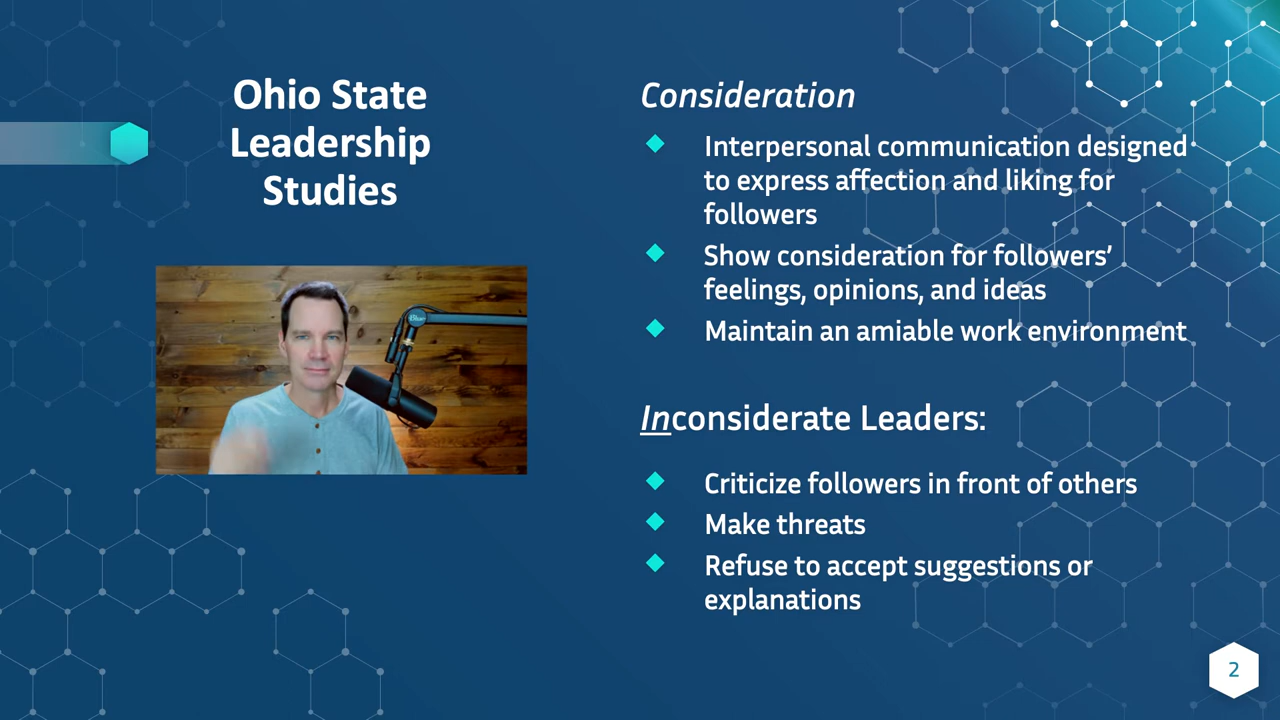 Ohio State
Leadership
Studies
Consideration
Interpersonal communication designed
to express affection and liking for
followers
Show consideration for followers’
feelings, opinions, and ideas
Maintain an amiable work environment
Inconsiderate Leaders:
Criticize followers in front of others
Make threats
Refuse to accept suggestions or
explanations
Blue
2